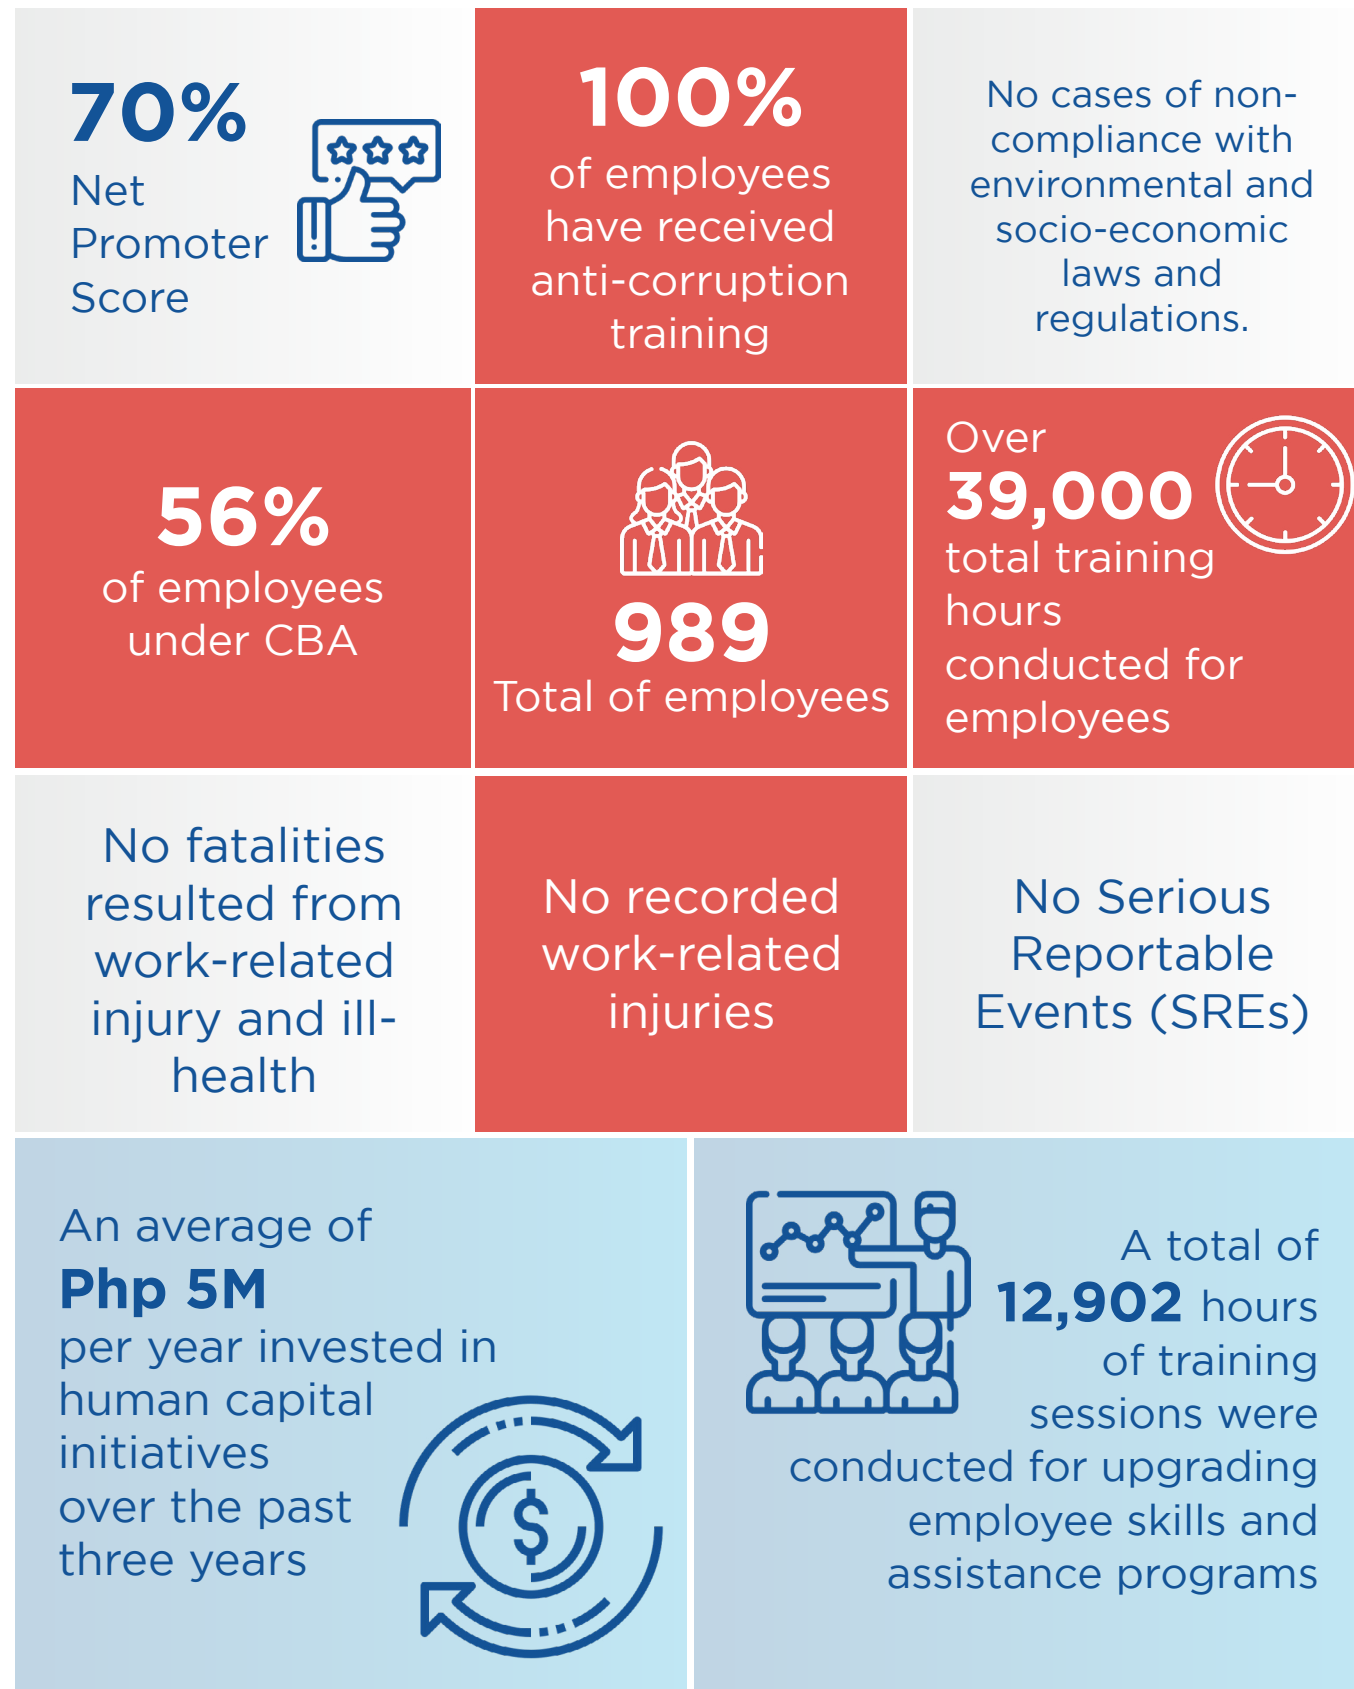 70%
Net
Promoter
Score
100%
of employees
have received
anti-corruption
training
No cases of non-
compliance with
environmental and
socio-economic
laws and
regulations.
56%
of employees
under CBA
989
Total of employees
Over
39,000
total training
hours
conducted for
employees
No fatalities
resulted from
work-related
injury and ill-
health
No recorded
work-related
injuries
No Serious
Reportable
Events (SREs)
An average of
Php 5M
per year invested in
human capital
initiatives
over the past
three years
$
A total of
12,902 hours
of training
sessions were
conducted for upgrading
employee skills and
assistance programs